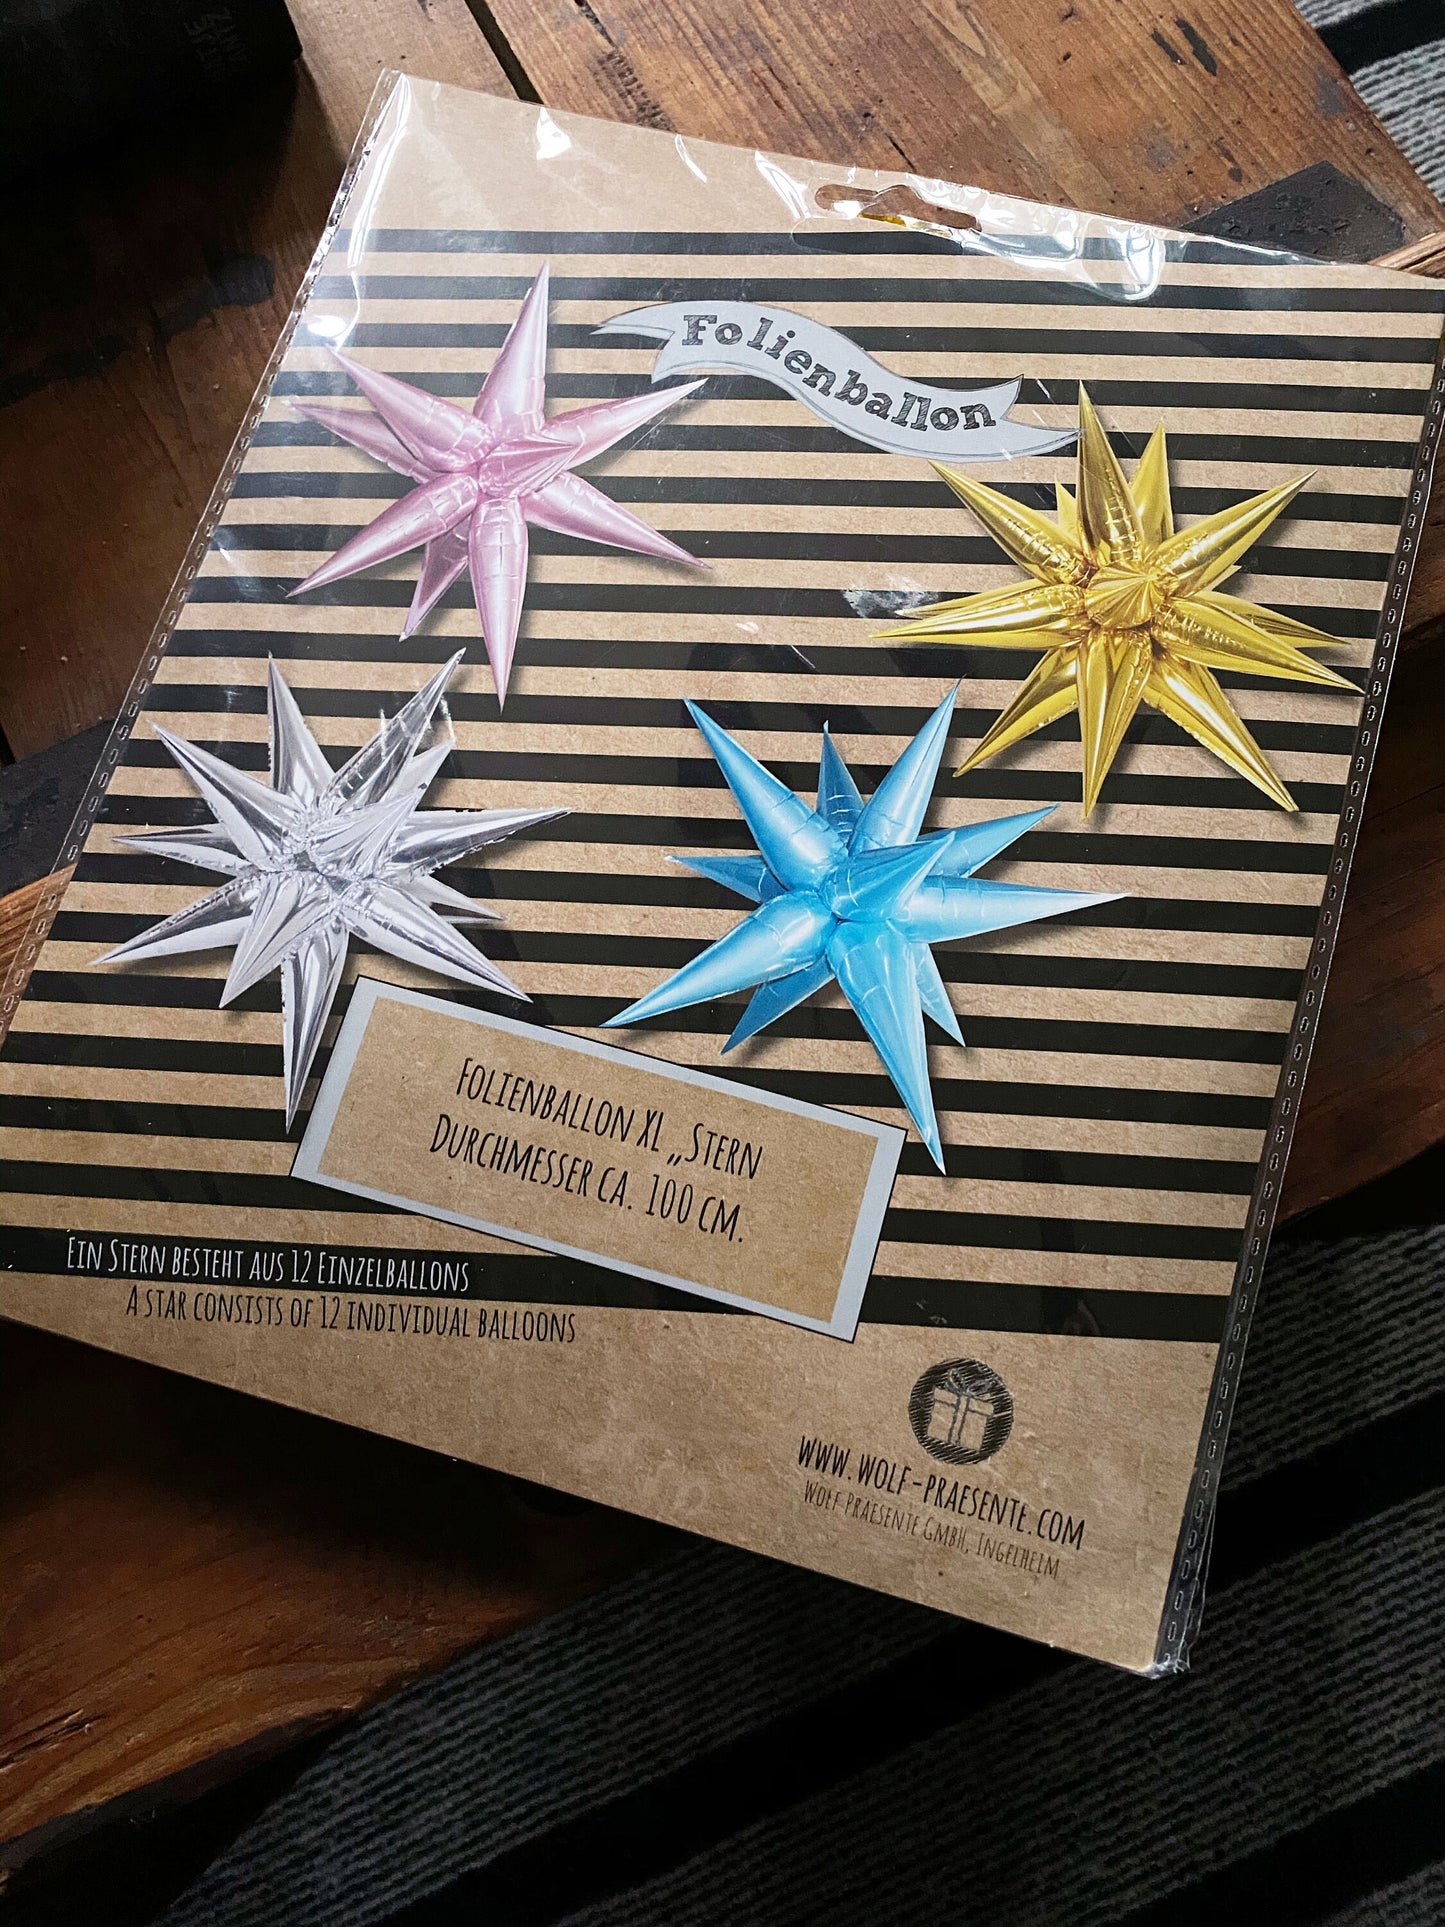 Folienballon
Folienballon XL „Stern
Durchmesser ca. 100 cm.
Ein Stern besteht aus 12 Einzelballons
A star consists of 12 individual balloons
www.wolf-praesente.com
Wolf Praesente GmbH, Ingelheim